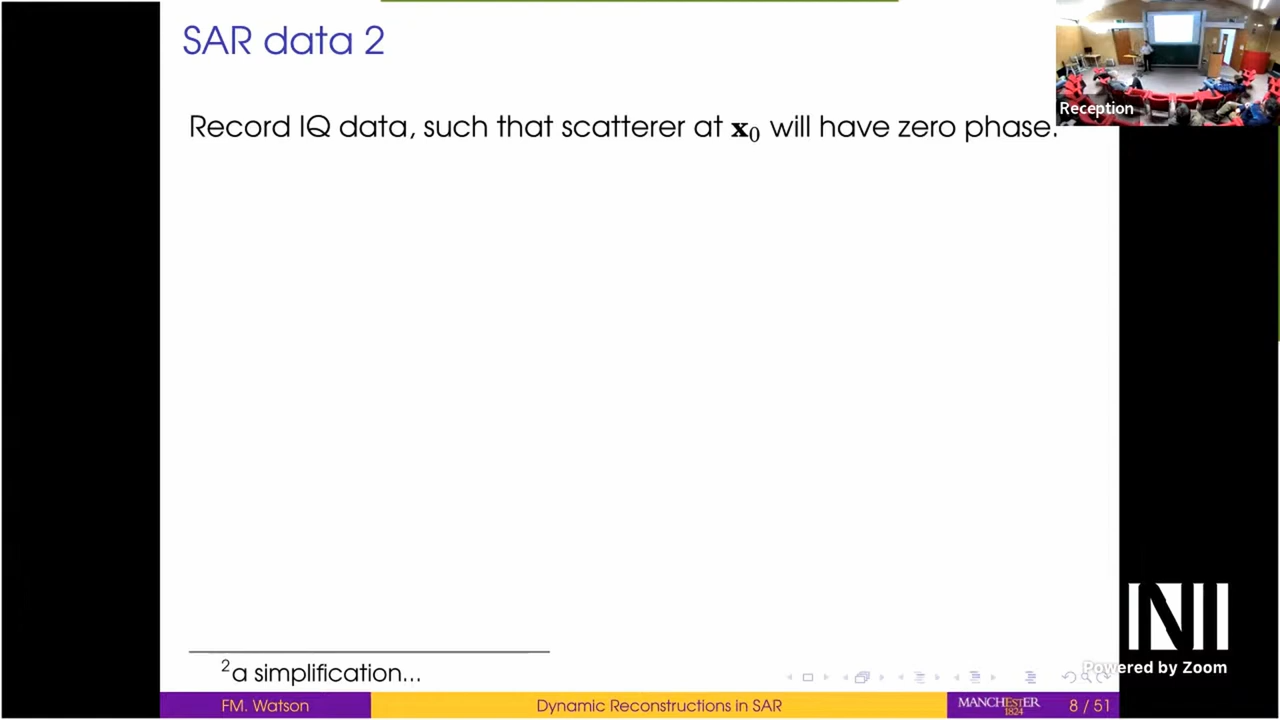 SAR data 2
Record IQ data, such that scatterer at x₀ will have zero phase.
Reception
²a simplification...
Powered by Zoom
FM. Watson
Dynamic Reconstructions in SAR
MANCHESTER
1824
8 / 51